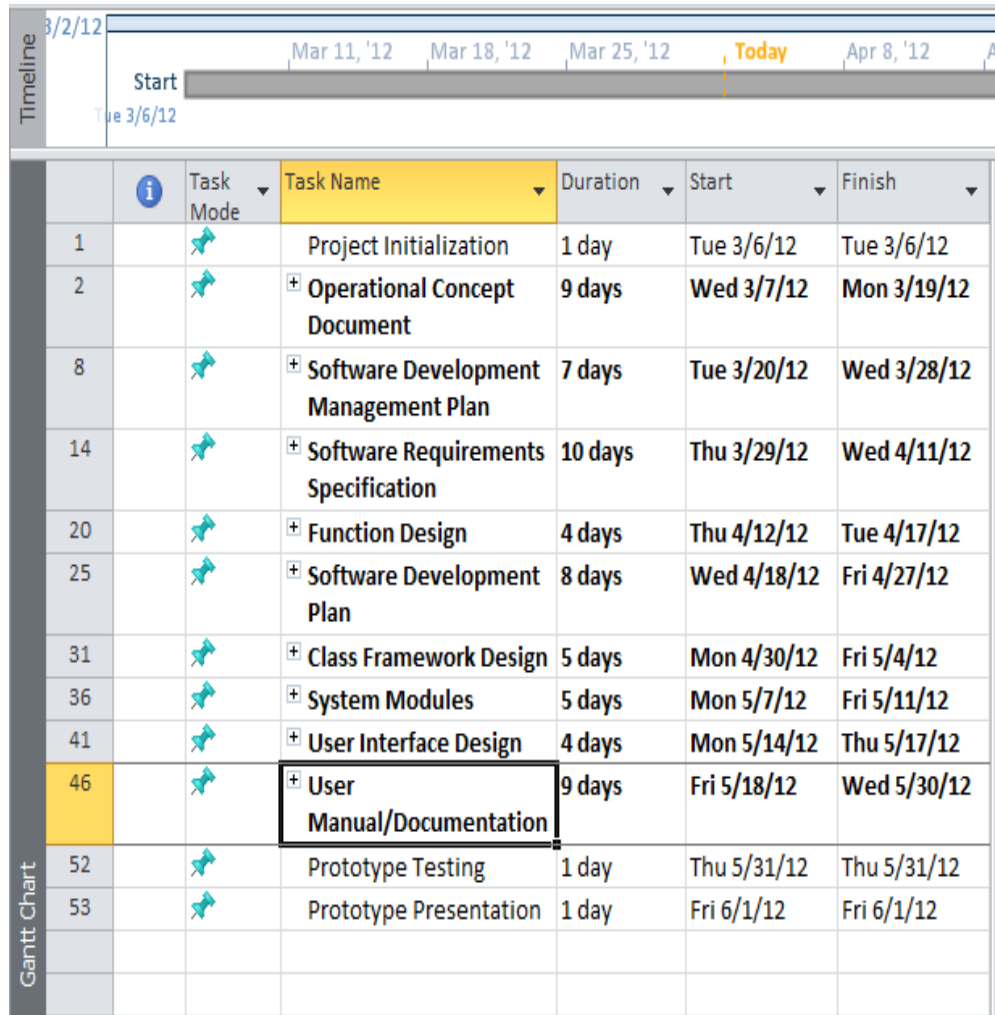 3/2/12
Mar 11, '12 Mar 18, '12 Mar 25, '12 Today Apr 8, '12 A
Start
Tue 3/6/12
Timeline
Task Mode Task Name Duration Start Finish
1 Project Initialization 1 day Tue 3/6/12 Tue 3/6/12
2 Operational Concept 9 days Wed 3/7/12 Mon 3/19/12
Document
8 Software Development 7 days Tue 3/20/12 Wed 3/28/12
Management Plan
14 Software Requirements 10 days Thu 3/29/12 Wed 4/11/12
Specification
20 Function Design 4 days Thu 4/12/12 Tue 4/17/12
25 Software Development 8 days Wed 4/18/12 Fri 4/27/12
Plan
31 Class Framework Design 5 days Mon 4/30/12 Fri 5/4/12
36 System Modules 5 days Mon 5/7/12 Fri 5/11/12
41 User Interface Design 4 days Mon 5/14/12 Thu 5/17/12
46 User 9 days Fri 5/18/12 Wed 5/30/12
Manual/Documentation
52 Prototype Testing 1 day Thu 5/31/12 Thu 5/31/12
53 Prototype Presentation 1 day Fri 6/1/12 Fri 6/1/12
Gantt Chart